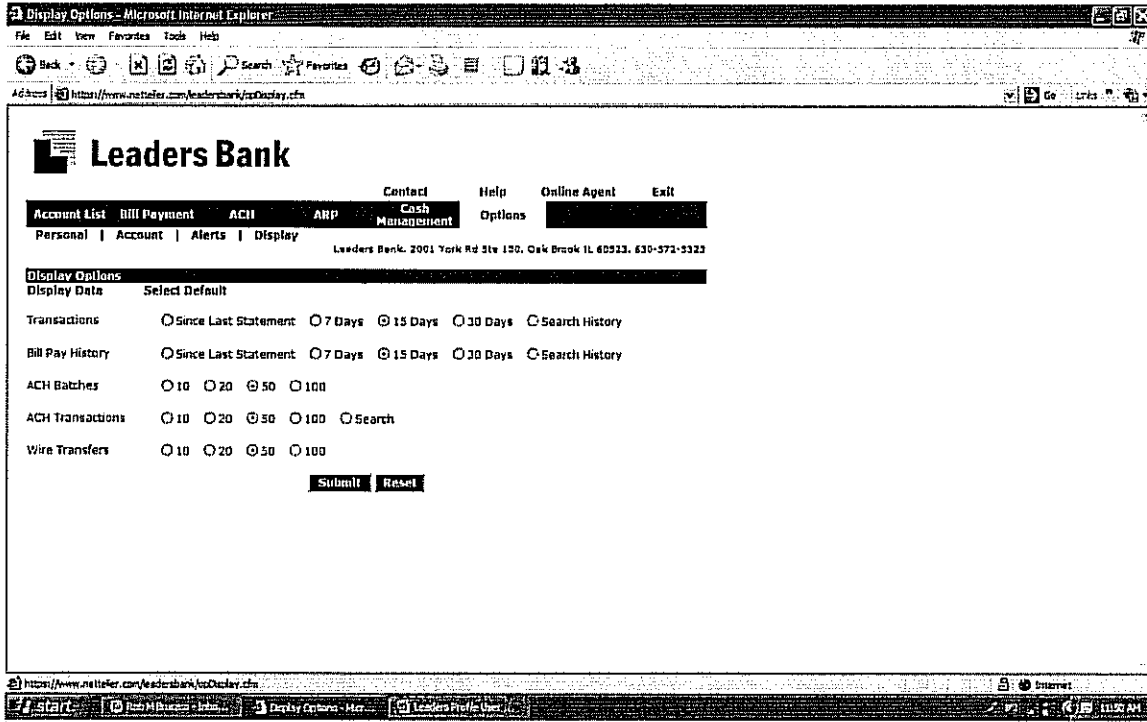 Display Options - Microsoft Internet Explorer
File Edit View Favorites Tools Help
Back Search Favorites
Address https://www.netteller.com/leadersbank/opDisplay.cfm Go Links
Leaders Bank
Contact Help Online Agent Exit
Account List Bill Payment ACH ARP Cash Management Options
Personal | Account | Alerts | Display
Leaders Bank. 2001 York Rd Ste 150. Oak Brook IL 60523. 630-572-5323
Display Options
Display Data Select Default
Transactions Since Last Statement 7 Days 15 Days 30 Days Search History
Bill Pay History Since Last Statement 7 Days 15 Days 30 Days Search History
ACH Batches 10 20 50 100
ACH Transactions 10 20 50 100 Search
Wire Transfers 10 20 50 100
Submit Reset
https://www.netteller.com/leadersbank/opDisplay.cfm Internet
start Display Options - Micr... Leaders Profile User 11:50 AM